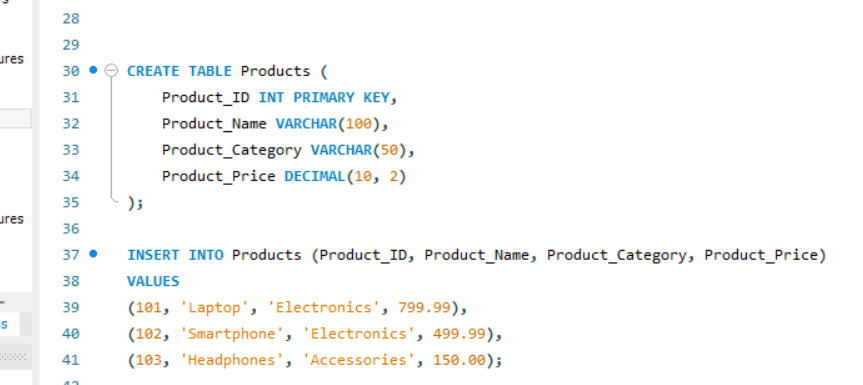 28
29
ures
30 CREATE TABLE Products (
31 Product_ID INT PRIMARY KEY,
32 Product_Name VARCHAR(100),
33 Product_Category VARCHAR(50),
34 Product_Price DECIMAL(10, 2)
35 );
ures
36
37 INSERT INTO Products (Product_ID, Product_Name, Product_Category, Product_Price)
38 VALUES
39 (101, 'Laptop', 'Electronics', 799.99),
40 (102, 'Smartphone', 'Electronics', 499.99),
41 (103, 'Headphones', 'Accessories', 150.00);